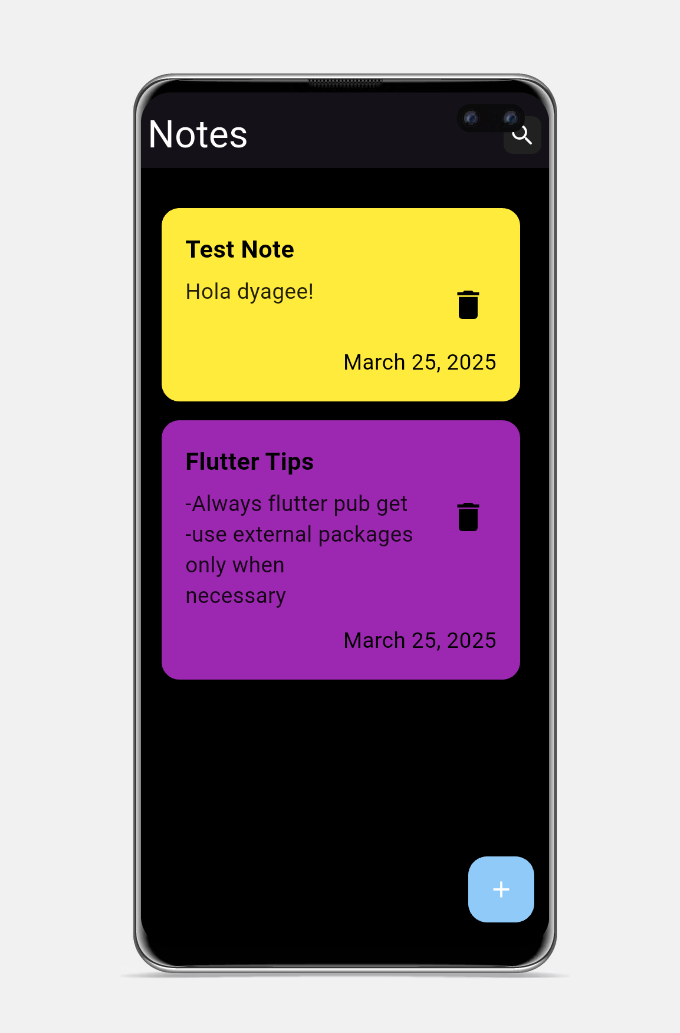 Notes
Test Note
Hola dyagee!
March 25, 2025
Flutter Tips
-Always flutter pub get
-use external packages
only when
necessary
March 25, 2025
+